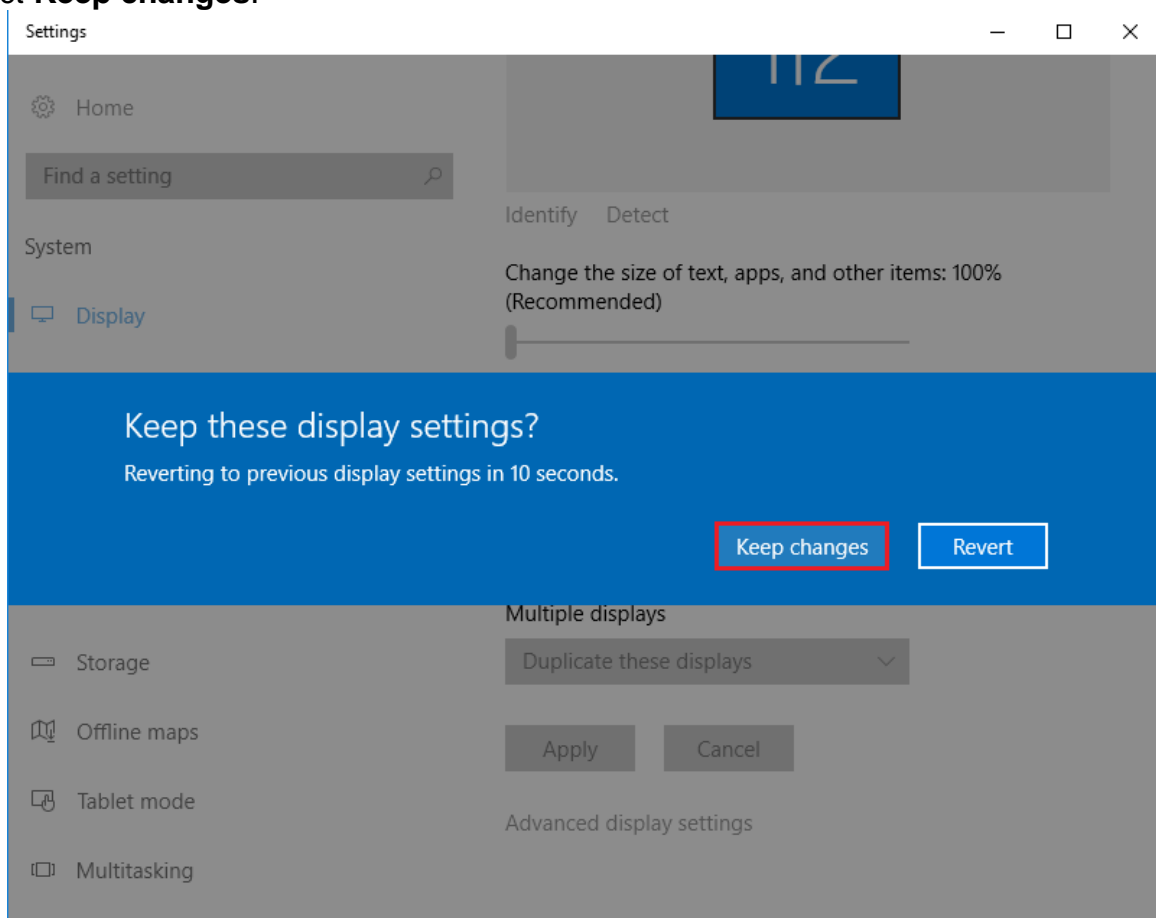 Keep changes.
Settings
Home
Find a setting
System
Display
Identify Detect
Change the size of text, apps, and other items: 100%
(Recommended)
Keep these display settings?
Reverting to previous display settings in 10 seconds.
Keep changes Revert
Multiple displays
Duplicate these displays
Storage
Offline maps
Apply Cancel
Tablet mode
Advanced display settings
Multitasking